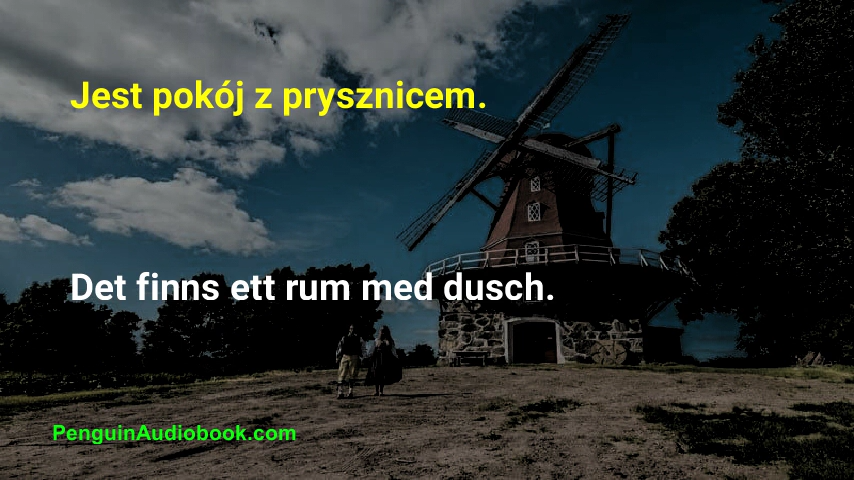 Jest pokój z prysznicem.
Det finns ett rum med dusch.
PenguinAudiobook.com